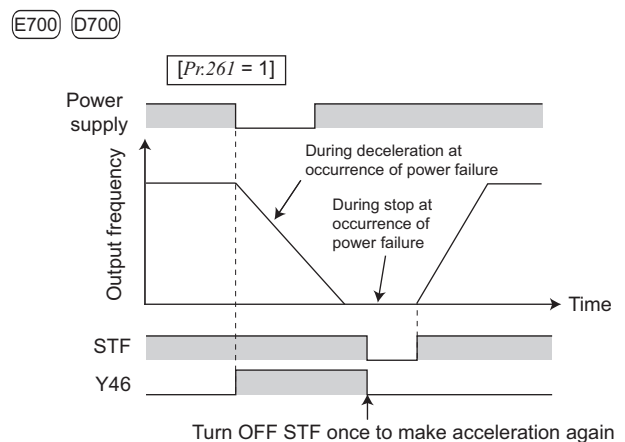 E700 D700
[Pr.261 = 1]
Power
supply
During deceleration at
occurrence of power failure
During stop at
occurrence of
power failure
Output frequency
Time
STF
Y46
Turn OFF STF once to make acceleration again